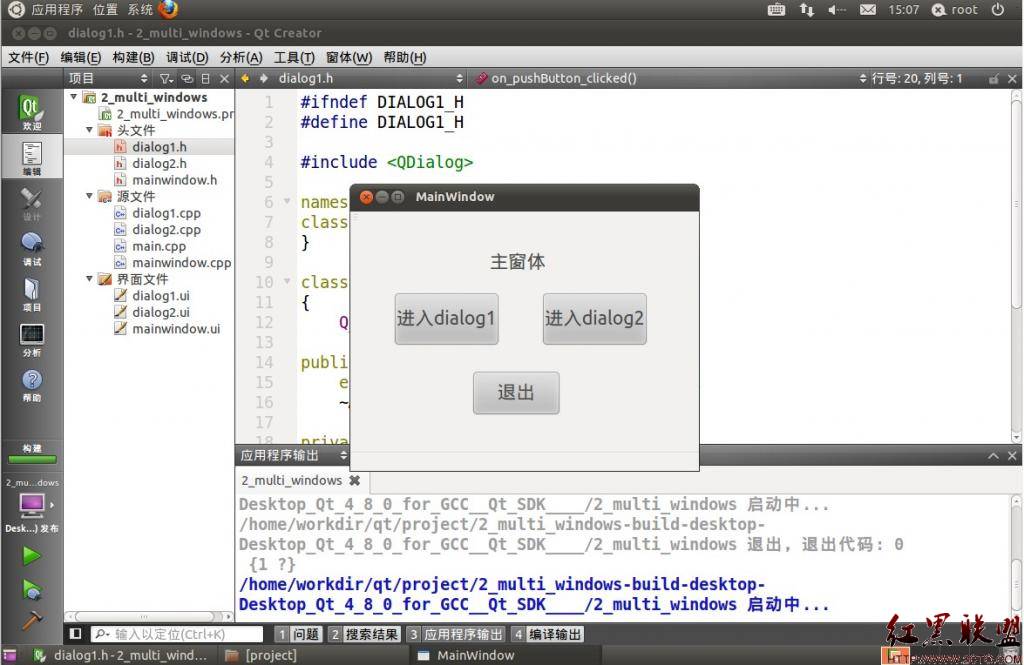 应用程序 位置 系统 15:07 root
dialog1.h - 2_multi_windows - Qt Creator
文件(F) 编辑(E) 构建(B) 调试(D) 分析(A) 工具(T) 窗体(W) 帮助(H)
项目 dialog1.h on_pushButton_clicked() 行号: 20, 列号: 1
Qt
欢迎
编辑
设计
调试
项目
分析
帮助
构建
2_mu...dows
Desk...) 发布
2_multi_windows
2_multi_windows.pr
头文件
dialog1.h
dialog2.h
mainwindow.h
源文件
dialog1.cpp
dialog2.cpp
main.cpp
mainwindow.cpp
界面文件
dialog1.ui
dialog2.ui
mainwindow.ui
1 #ifndef DIALOG1_H
2 #define DIALOG1_H
3
4 #include <QDialog>
5
6 names
7 class
8 }
9
10 class
11 {
12 Q
13
14 publi
15 e
16 ~
17
18 priva
MainWindow
主窗体
进入dialog1 进入dialog2
退出
应用程序输出
2_multi_windows
Desktop_Qt_4_8_0_for_GCC__Qt_SDK____/2_multi_windows 启动中...
/home/workdir/qt/project/2_multi_windows-build-desktop-
Desktop_Qt_4_8_0_for_GCC__Qt_SDK____/2_multi_windows 退出, 退出代码: 0
{1 ?}
/home/workdir/qt/project/2_multi_windows-build-desktop-
Desktop_Qt_4_8_0_for_GCC__Qt_SDK____/2_multi_windows 启动中...
输入以定位(Ctrl+K) 1 问题 2 搜索结果 3 应用程序输出 4 编译输出
dialog1.h - 2_multi_wind... [project] MainWindow
红黑联盟
HTTP://WWW.2CTO.COM